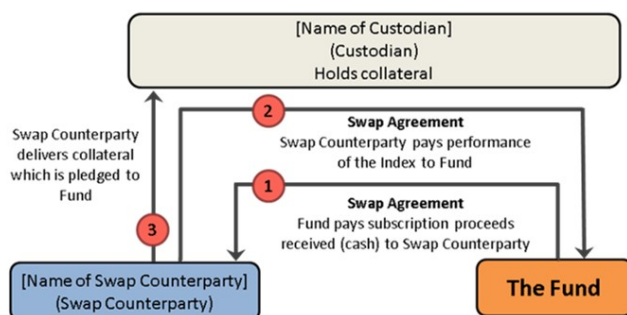 [Name of Custodian]
(Custodian)
Holds collateral
2
Swap Agreement
Swap Counterparty pays performance
of the Index to Fund
Swap Counterparty
delivers collateral
which is pledged to
Fund
1
Swap Agreement
Fund pays subscription proceeds
received (cash) to Swap Counterparty
3
[Name of Swap Counterparty]
(Swap Counterparty)
The Fund